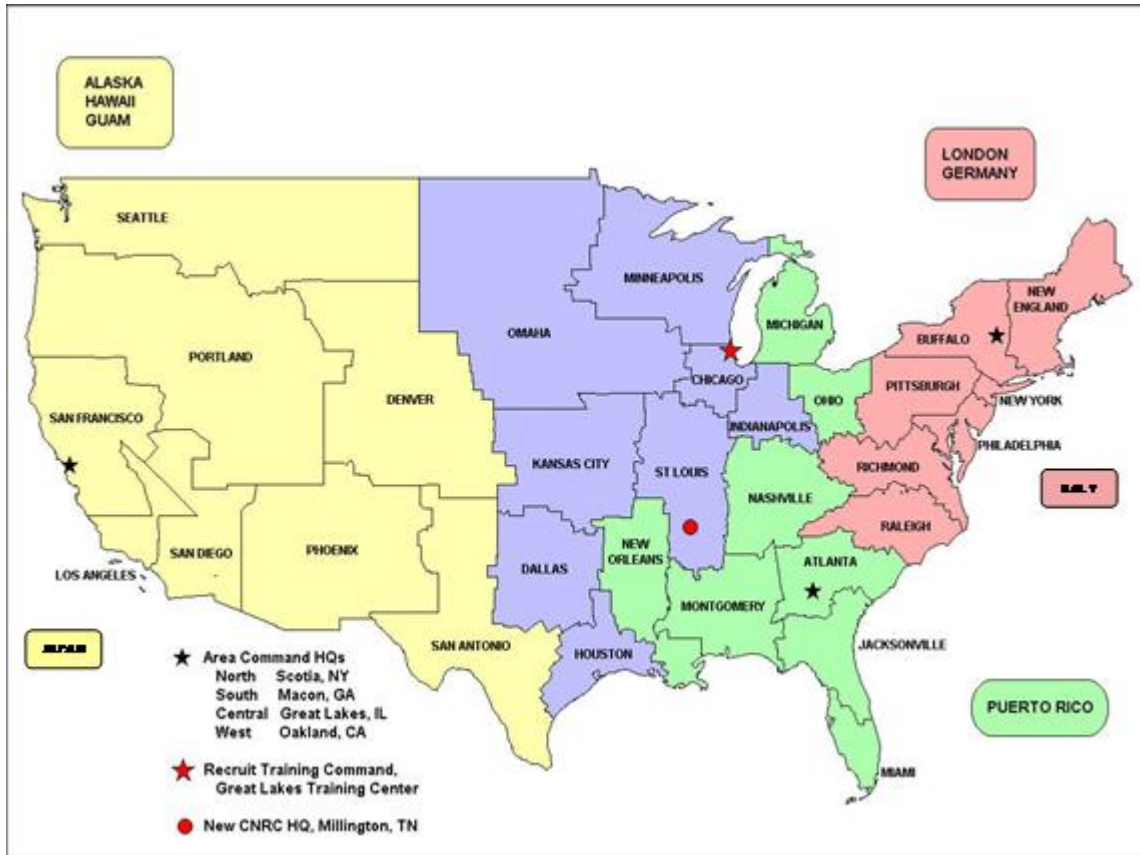 ALASKA
HAWAII
GUAM
LONDON
GERMANY
SEATTLE
MINNEAPOLIS
NEW
ENGLAND
OMAHA
MICHIGAN
BUFFALO
PORTLAND
CHICAGO
PITTSBURGH
DENVER
OHIO
NEW YORK
SAN FRANCISCO
INDIANAPOLIS
PHILADELPHIA
KANSAS CITY
ST LOUIS
RICHMOND
NASHVILLE
RALEIGH
SAN DIEGO
PHOENIX
NEW
ORLEANS
ATLANTA
LOS ANGELES
DALLAS
MONTGOMERY
SAN ANTONIO
HOUSTON
JACKSONVILLE
PUERTO RICO
MIAMI
Area Command HQs
North Scotia, NY
South Macon, GA
Central Great Lakes, IL
West Oakland, CA
Recruit Training Command,
Great Lakes Training Center
New CNRC HQ, Millington, TN